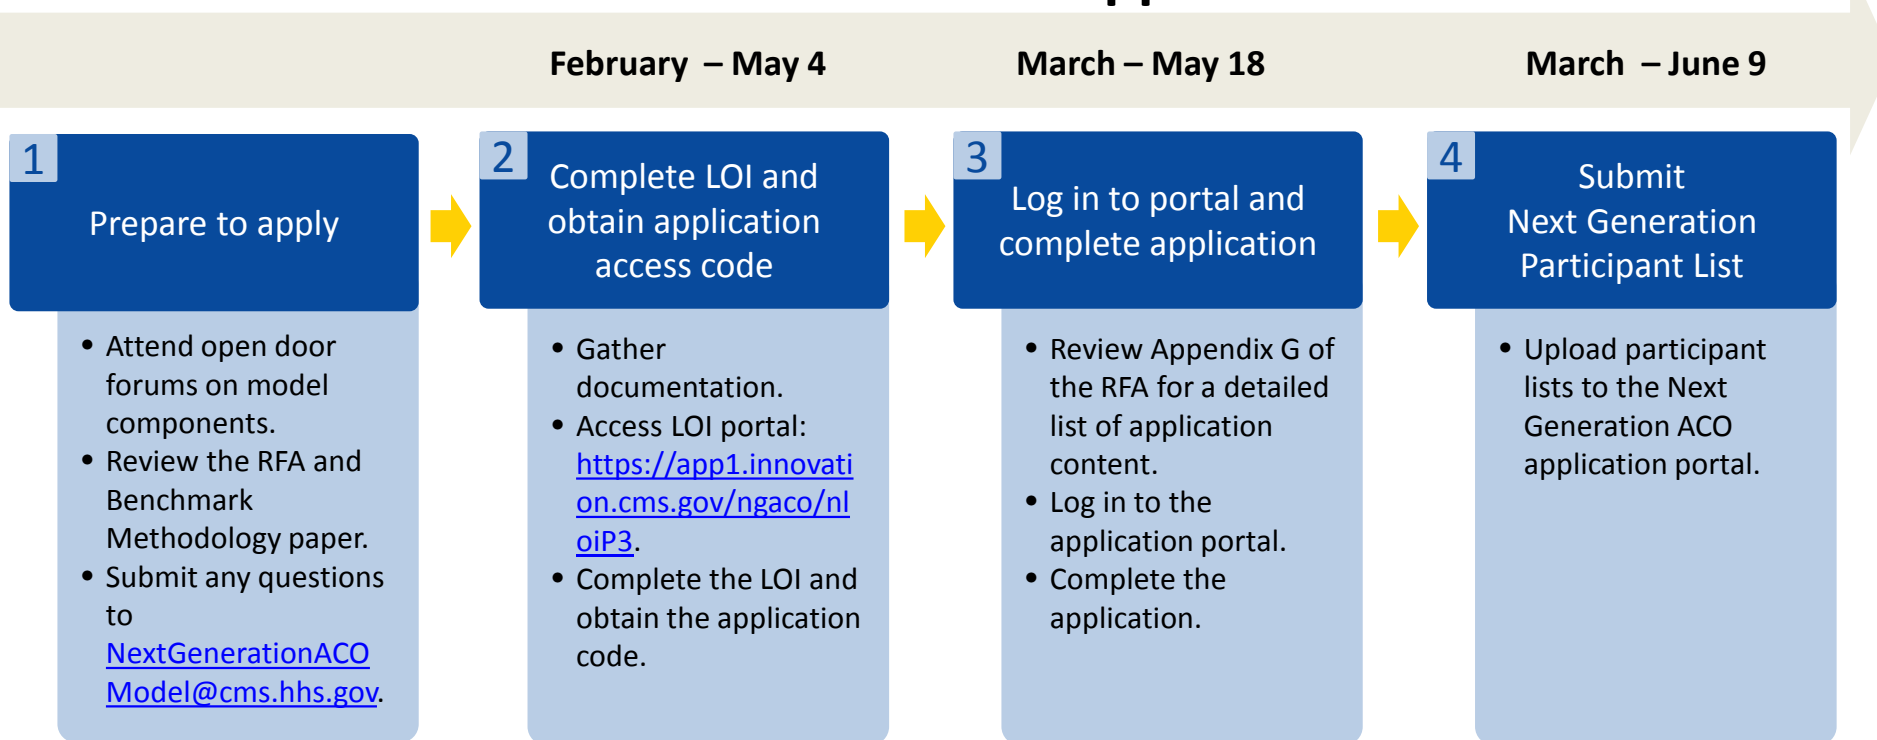 February – May 4
March – May 18
March – June 9
1
Prepare to apply
• Attend open door
forums on model
components.
• Review the RFA and
Benchmark
Methodology paper.
• Submit any questions
to
NextGenerationACO
Model@cms.hhs.gov.
2
Complete LOI and
obtain application
access code
• Gather
documentation.
• Access LOI portal:
https://app1.innovati
on.cms.gov/ngaco/nl
oiP3.
• Complete the LOI and
obtain the application
code.
3
Log in to portal and
complete application
• Review Appendix G of
the RFA for a detailed
list of application
content.
• Log in to the
application portal.
• Complete the
application.
4
Submit
Next Generation
Participant List
• Upload participant
lists to the Next
Generation ACO
application portal.